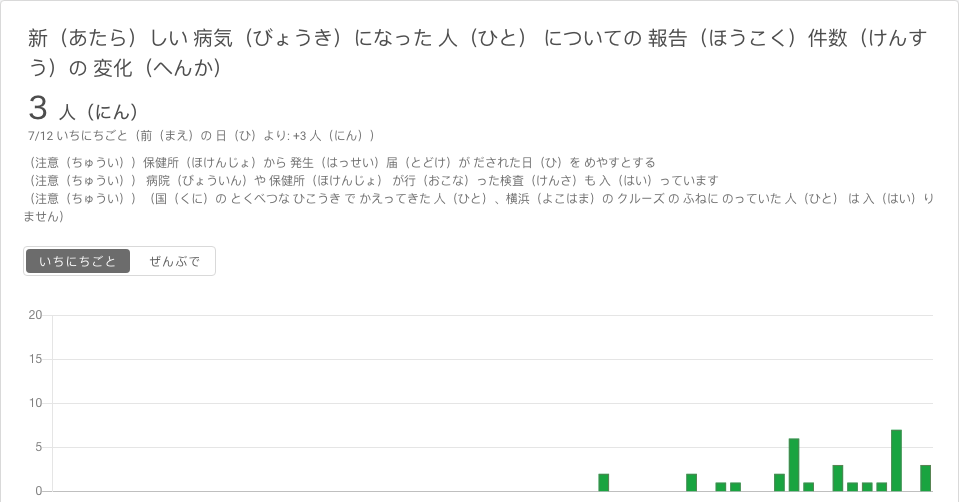 新（あたら）しい 病気（びょうき）になった 人（ひと） についての 報告（ほうこく）件数（けんす
う）の 変化（へんか）
3 人（にん）
7/12 いちにちごと（前（まえ）の 日（ひ）より: +3 人（にん））
（注意（ちゅうい））保健所（ほけんじょ）から 発生（はっせい）届（とどけ）が だされた日（ひ）を めやすとする
（注意（ちゅうい）） 病院（びょういん）や 保健所（ほけんじょ） が行（おこな）った検査（けんさ）も 入（はい）っています
（注意（ちゅうい））（国（くに）の とくべつな ひこうき で かえってきた 人（ひと）、横浜（よこはま）の クルーズ の ふねに のっていた 人（ひと） は 入（はい）り
ません）
いちにちごと ぜんぶで
20
15
10
5
0